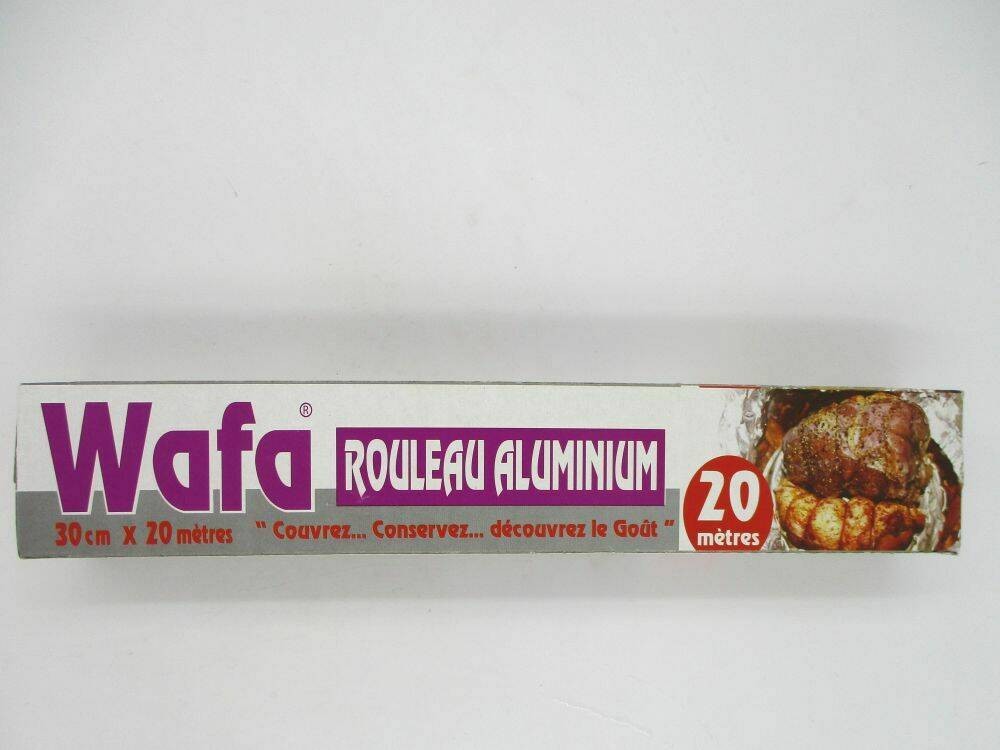 Wafa®
ROULEAU ALUMINIUM
30cm X 20 mètres
" Couvrez... Conservez... découvrez le Goût "
20
mètres